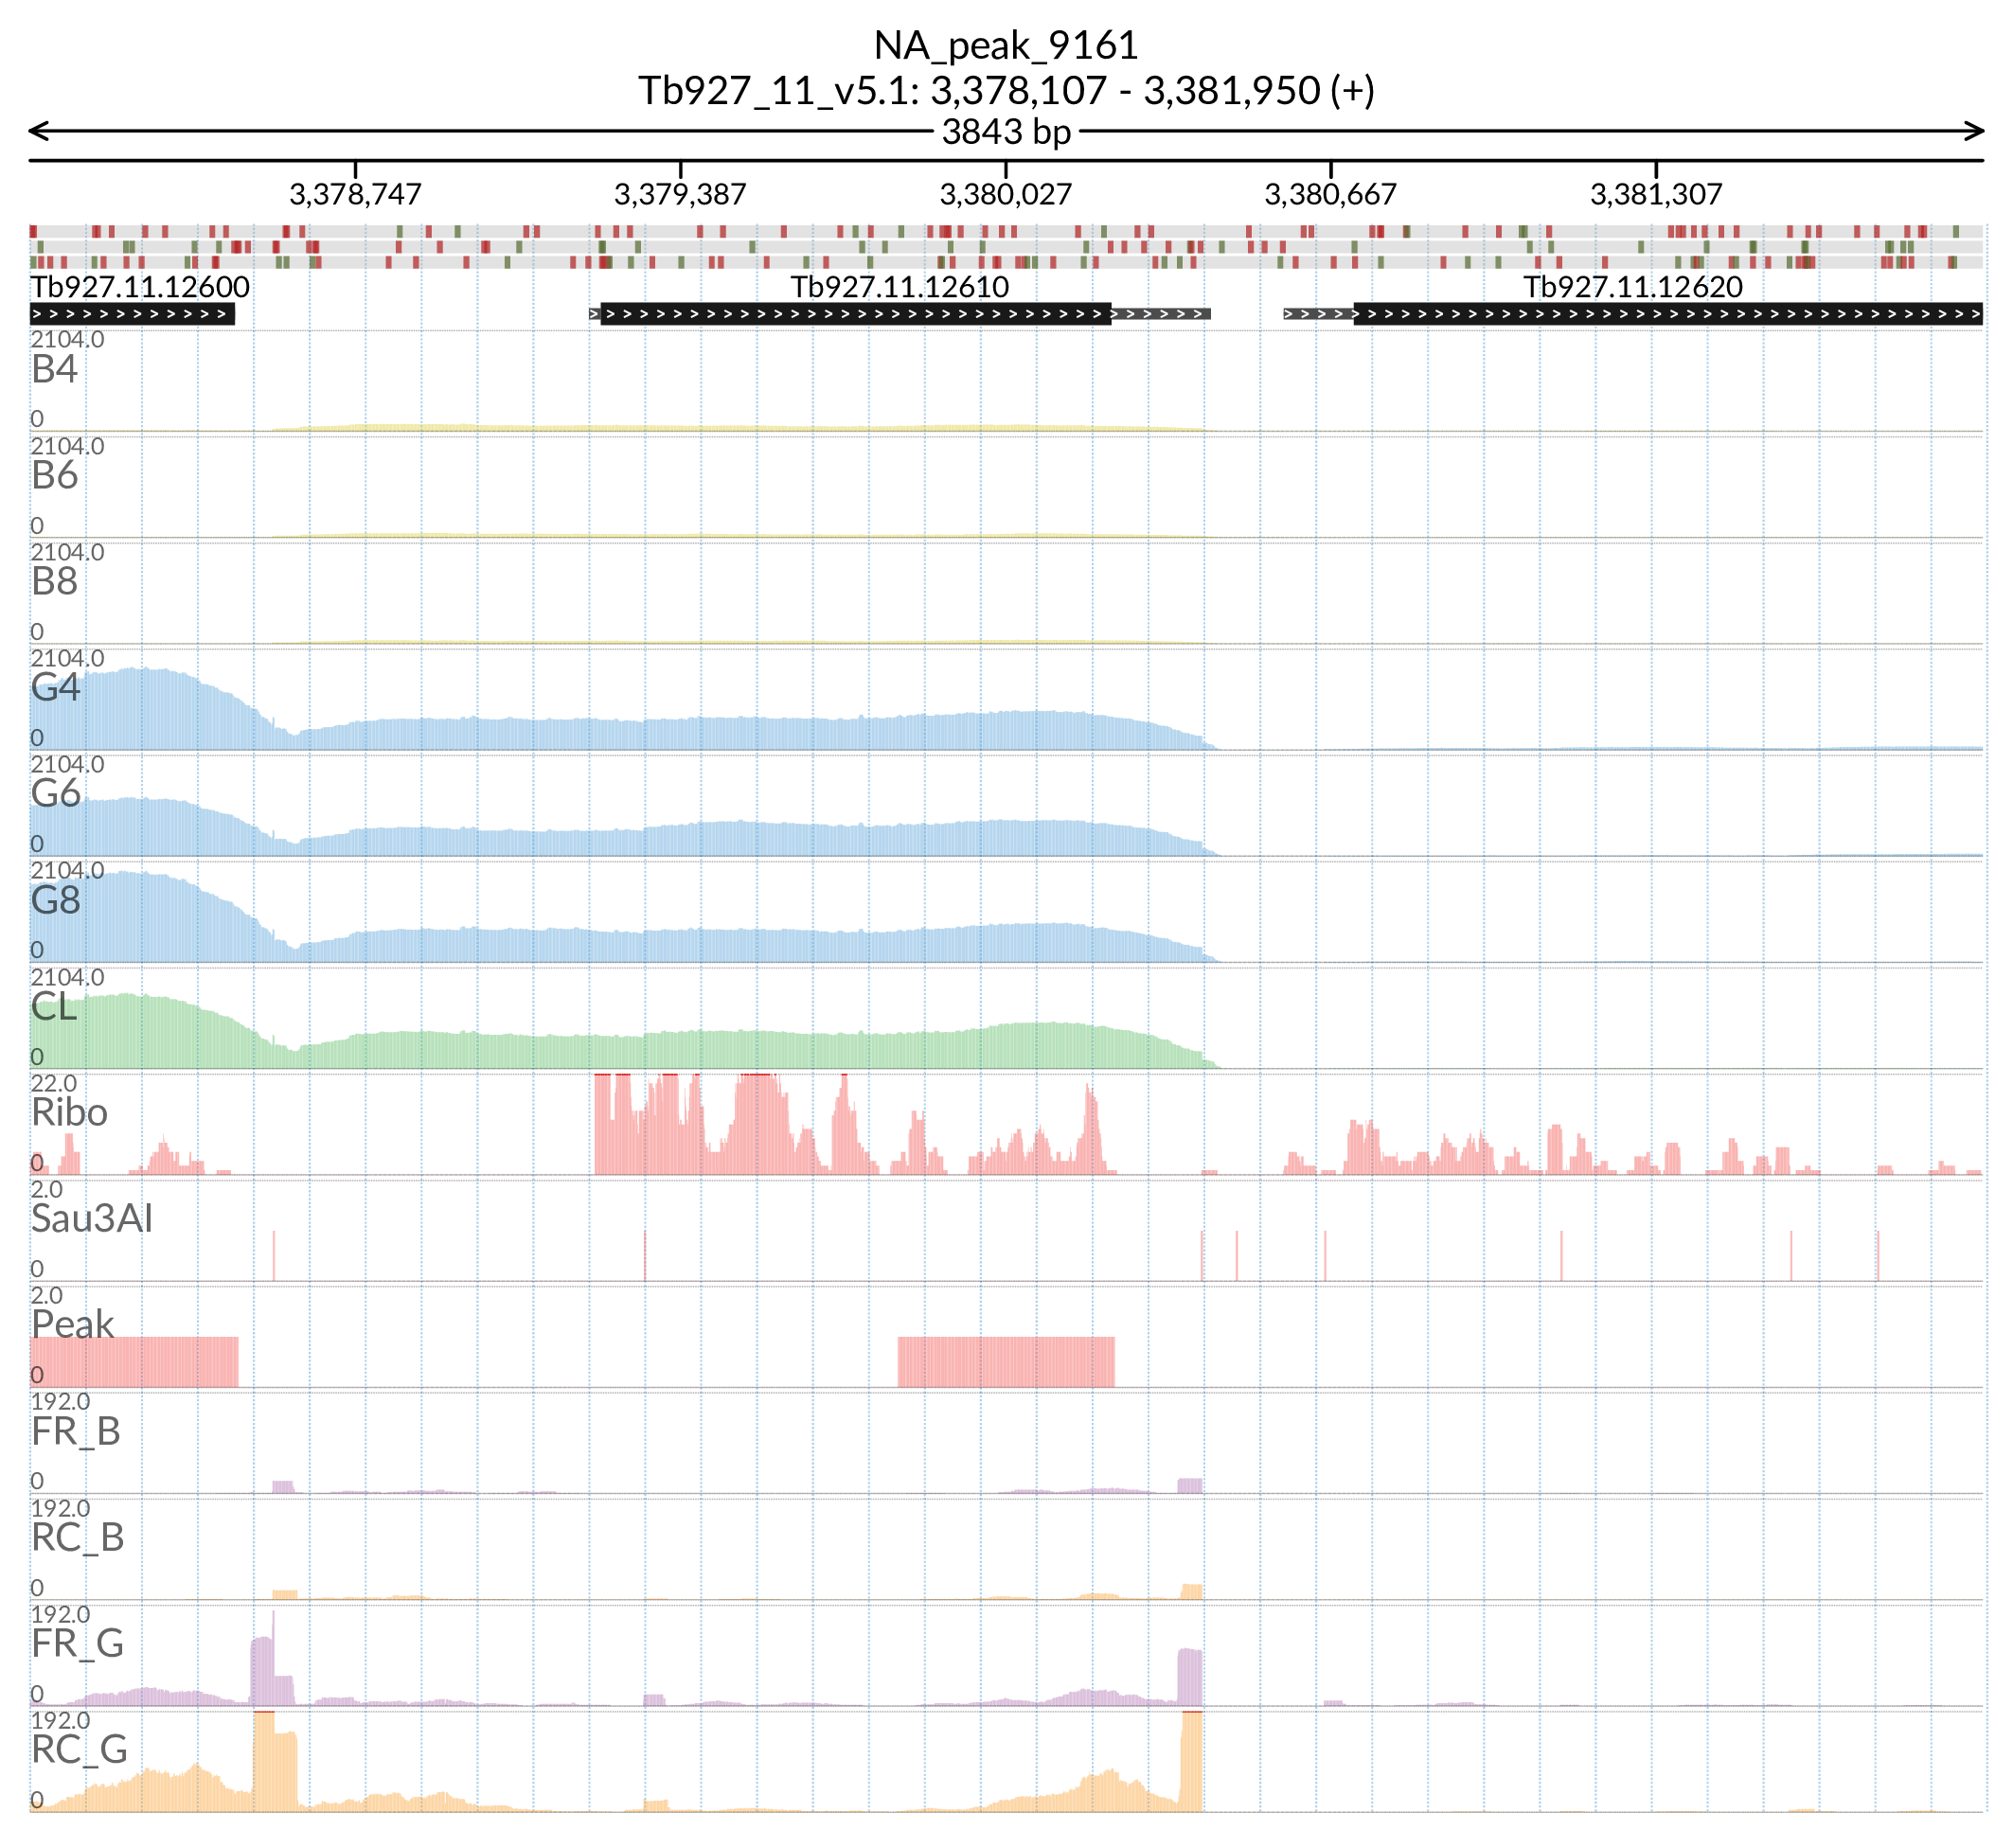 NA_peak_9161
Tb927_11_v5.1: 3,378,107 - 3,381,950 (+)
3843 bp
3,378,747 3,379,387 3,380,027 3,380,667 3,381,307
Tb927.11.12600 Tb927.11.12610 Tb927.11.12620
2104.0
B4
0
2104.0
B6
0
2104.0
B8
0
2104.0
G4
0
2104.0
G6
0
2104.0
G8
0
2104.0
CL
0
22.0
Ribo
0
2.0
Sau3AI
0
2.0
Peak
0
192.0
FR_B
0
192.0
RC_B
0
192.0
FR_G
0
192.0
RC_G
0